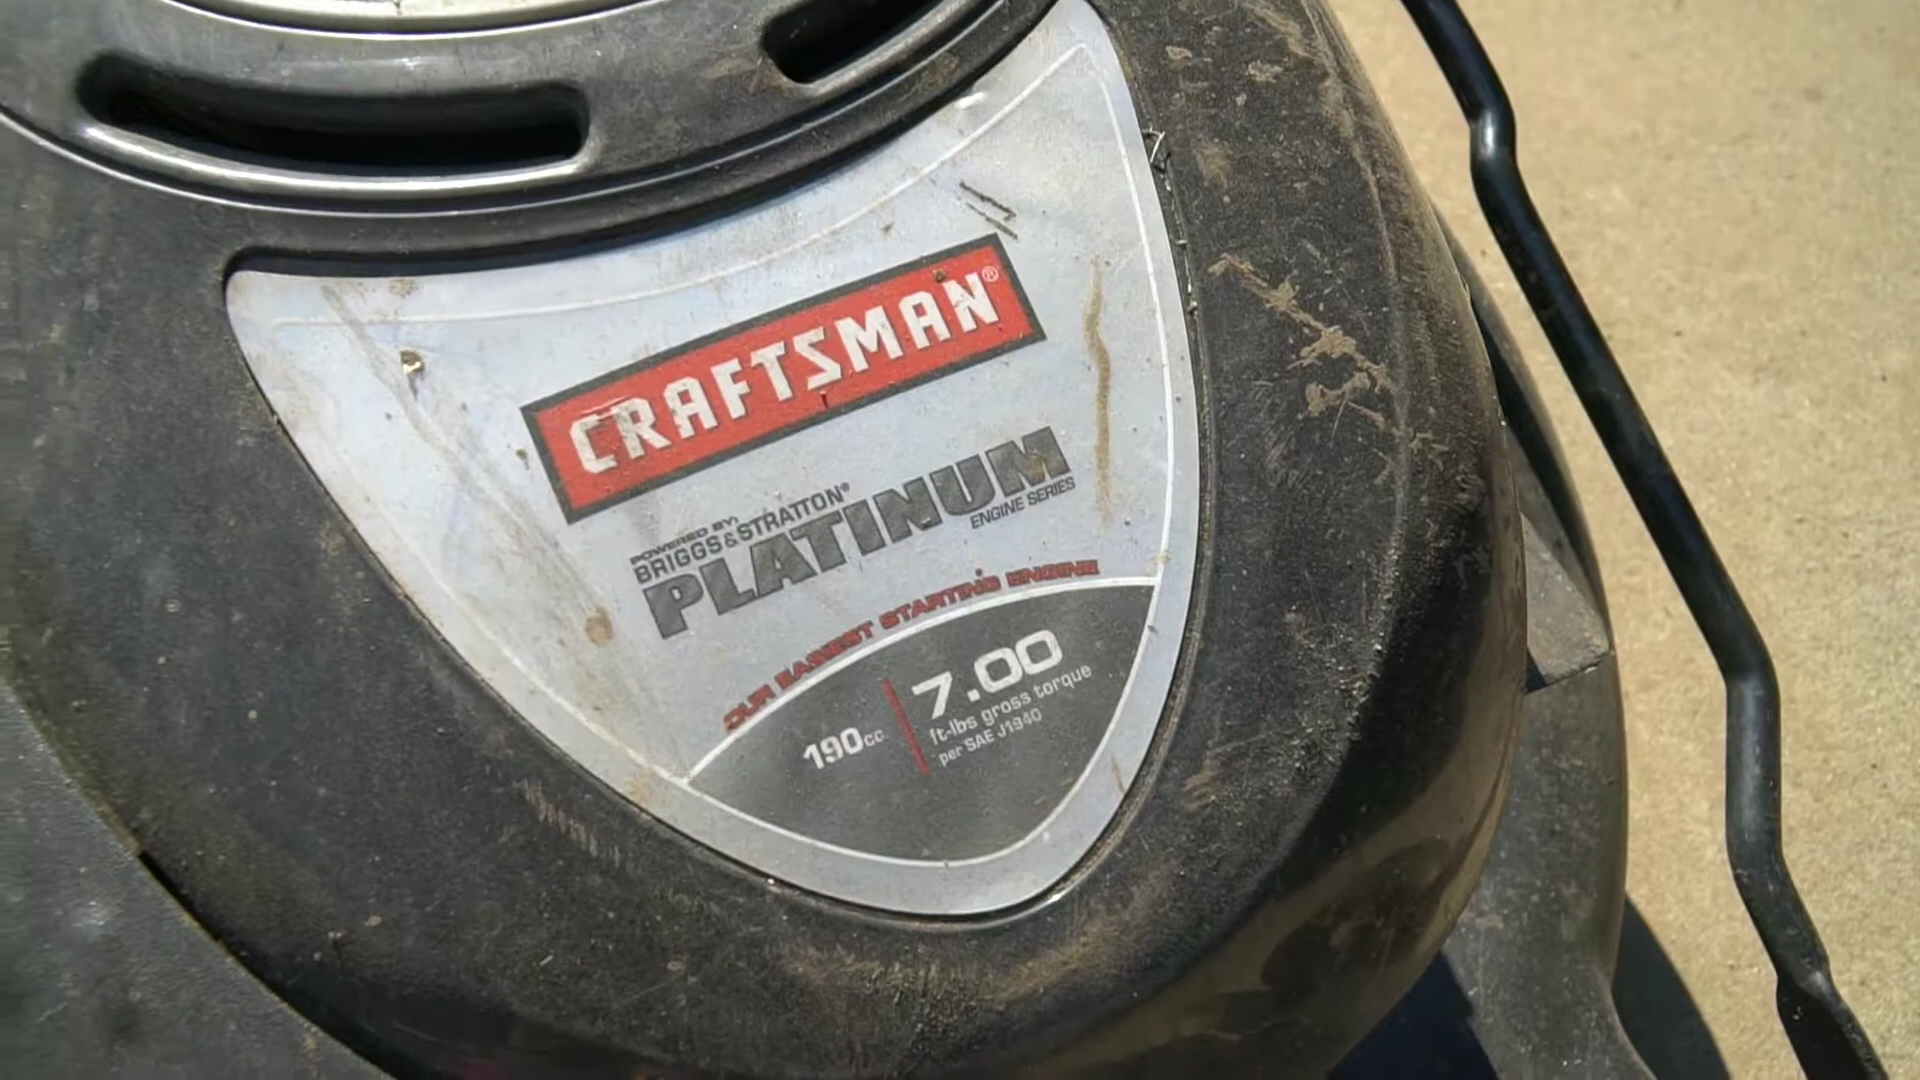 CRAFTSMAN®
POWERED BY:
BRIGGS & STRATTON®
PLATINUM
ENGINE SERIES
OUR EASIEST STARTING ENGINE
190cc
7.00
ft-lbs gross torque
per SAE J1940